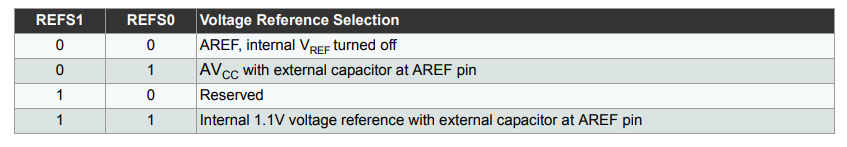 REFS1 REFS0 Voltage Reference Selection
0 0 AREF, internal VREF turned off
0 1 AVCC with external capacitor at AREF pin
1 0 Reserved
1 1 Internal 1.1V voltage reference with external capacitor at AREF pin